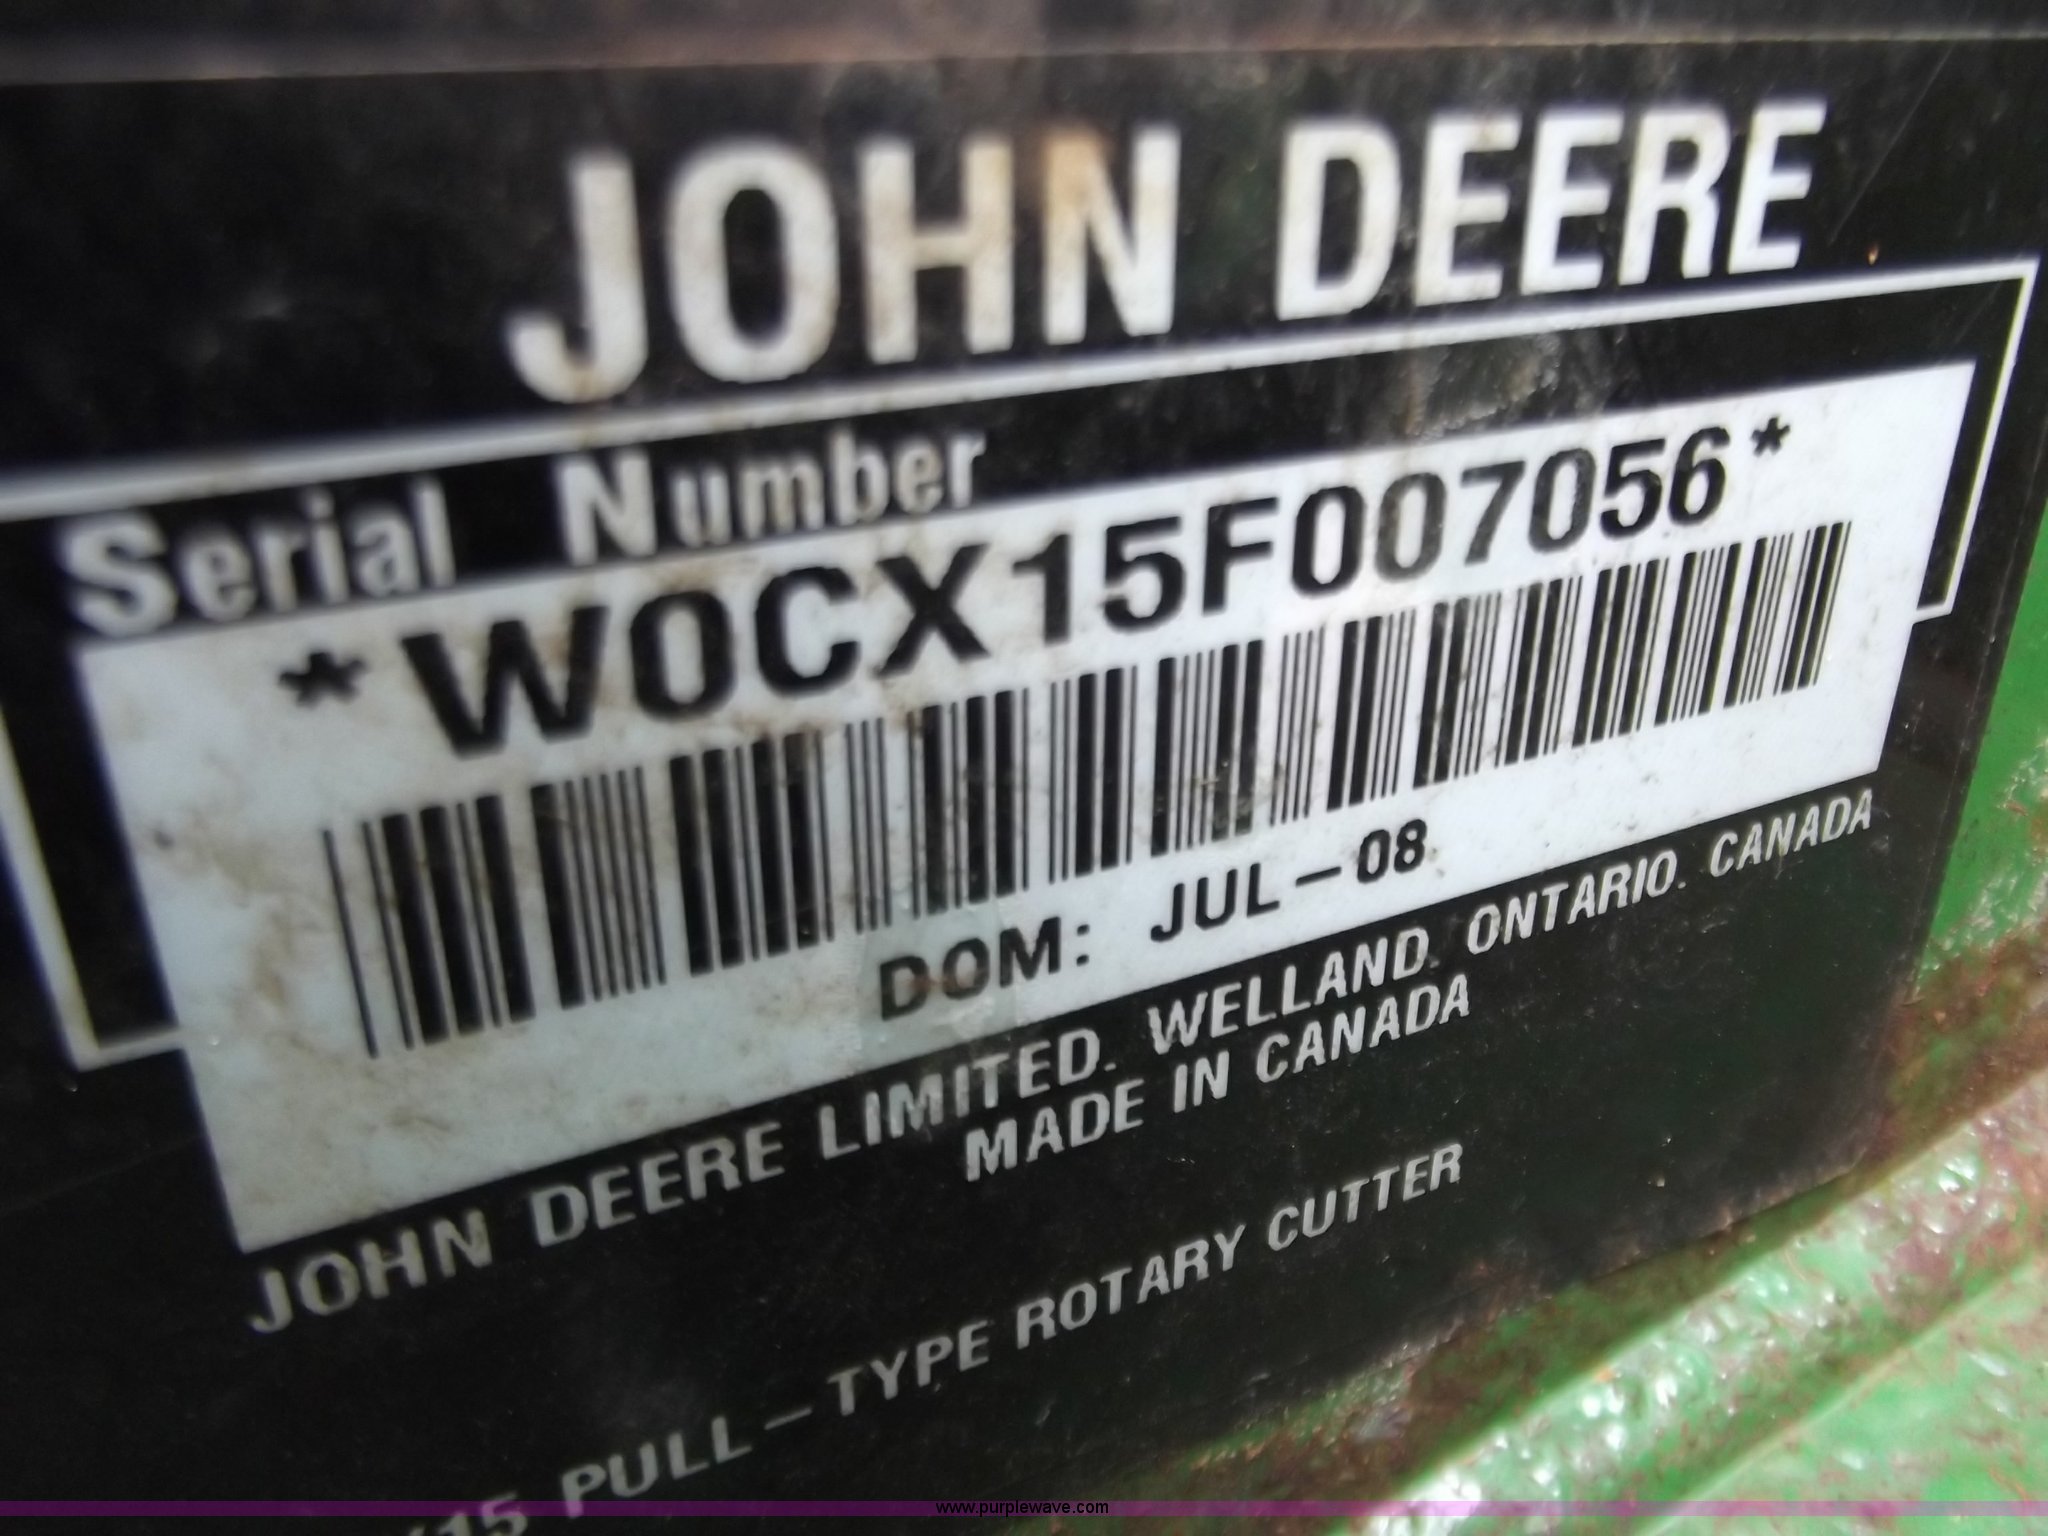 JOHN DEERE
Serial Number
*W0CX15F007056*
DOM: JUL-08
JOHN DEERE LIMITED. WELLAND. ONTARIO. CANADA
MADE IN CANADA
PULL-TYPE ROTARY CUTTER
www.purplewave.com